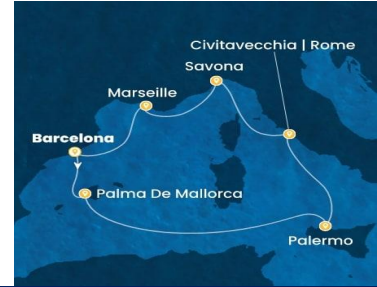 Civitavecchia | Rome
Savona
Marseille
Barcelona
Palma De Mallorca
Palermo